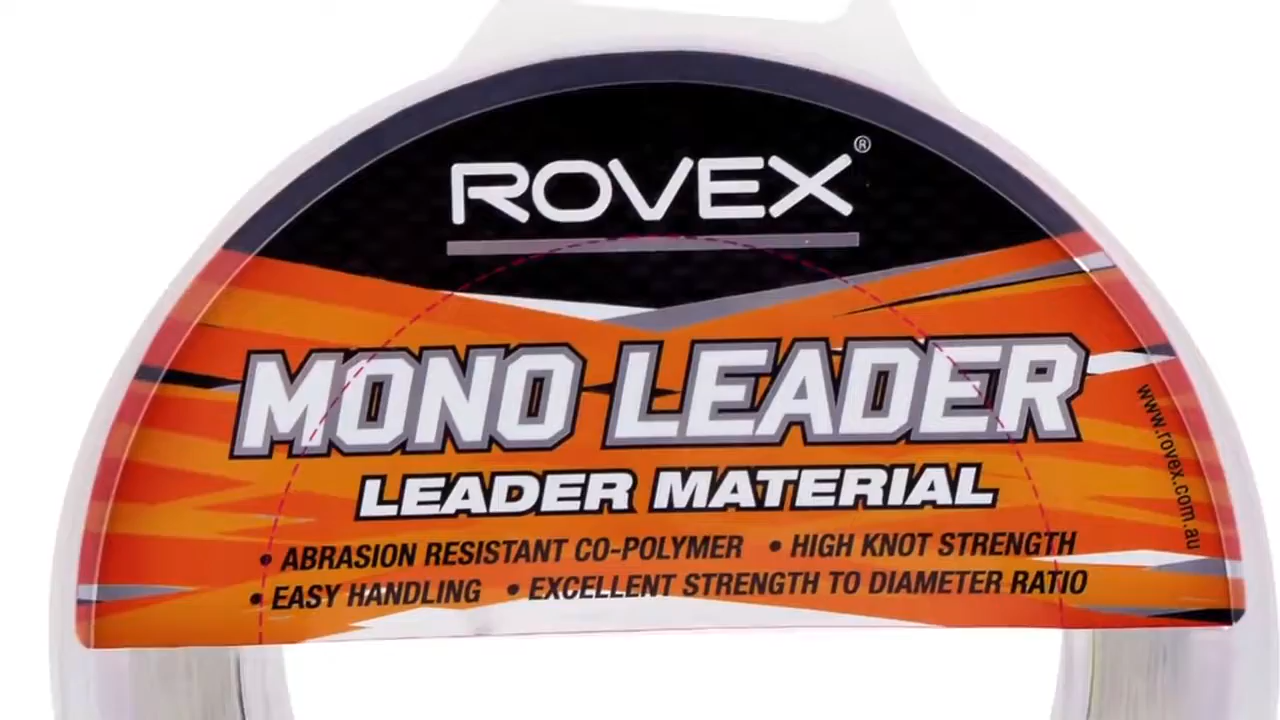 ROVEX®
MONO LEADER
LEADER MATERIAL
• ABRASION RESISTANT CO-POLYMER • HIGH KNOT STRENGTH
• EASY HANDLING • EXCELLENT STRENGTH TO DIAMETER RATIO
www.rovex.com.au